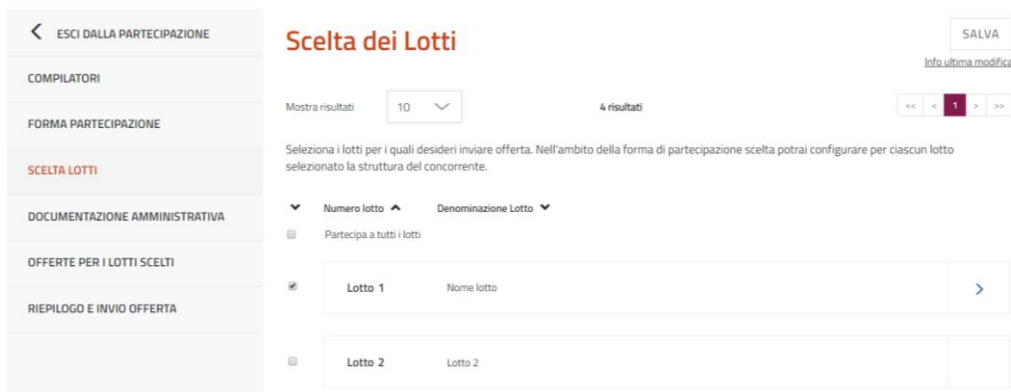 ESCI DALLA PARTECIPAZIONE
COMPILATORI
FORMA PARTECIPAZIONE
SCELTA LOTTI
DOCUMENTAZIONE AMMINISTRATIVA
OFFERTE PER I LOTTI SCELTI
RIEPILOGO E INVIO OFFERTA
Scelta dei Lotti
SALVA
Info ultima modifica
Mostra risultati 10 4 risultati << < 1 > >>
Seleziona i lotti per i quali desideri inviare offerta. Nell'ambito della forma di partecipazione scelta potrai configurare per ciascun lotto
selezionato la struttura del concorrente.
Numero lotto Denominazione Lotto
Partecipa a tutti i lotti
Lotto 1 Nome lotto
Lotto 2 Lotto 2